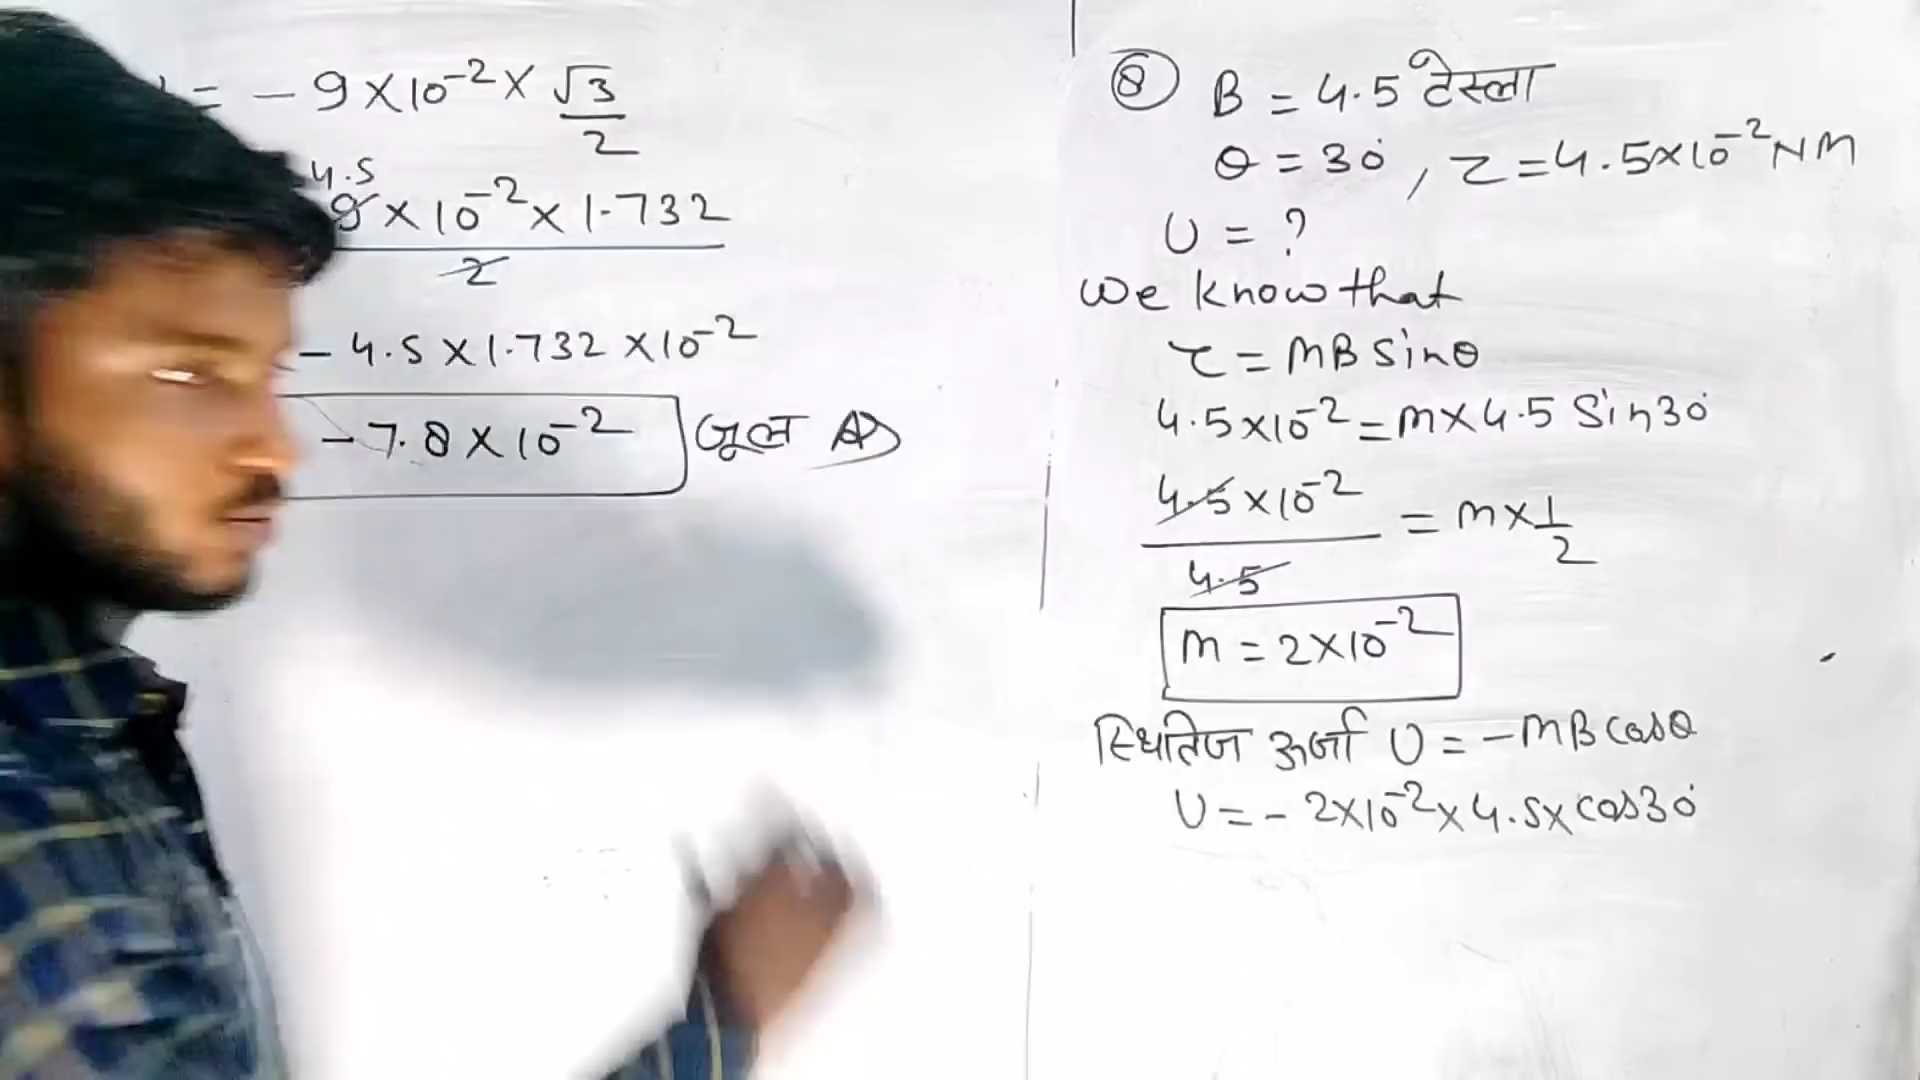 = - 9 × 10⁻² × √3/2
4.5
9 × 10⁻² × 1.732
2
- 4.5 × 1.732 × 10⁻²
- 7.8 × 10⁻² जूल
⑧ B = 4.5 टेस्ला
θ = 30°, τ = 4.5×10⁻² NM
U = ?
We know that
τ = MB sinθ
4.5×10⁻² = m×4.5 Sin30°
4.5×10⁻²/4.5 = m×1/2
m = 2×10⁻²
स्थितिज ऊर्जा U = -MB cosθ
U = - 2×10⁻²×4.5×cos30°